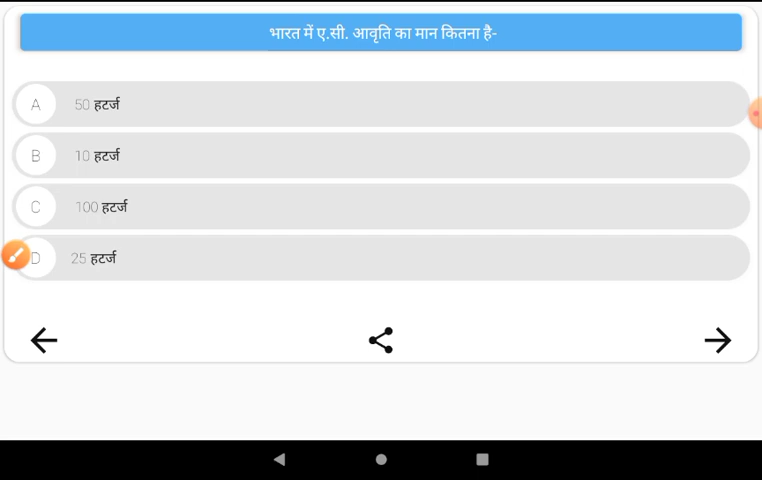 भारत में ए.सी. आवृति का मान कितना है-
A 50 हटर्ज
B 10 हटर्ज
C 100 हटर्ज
D 25 हटर्ज